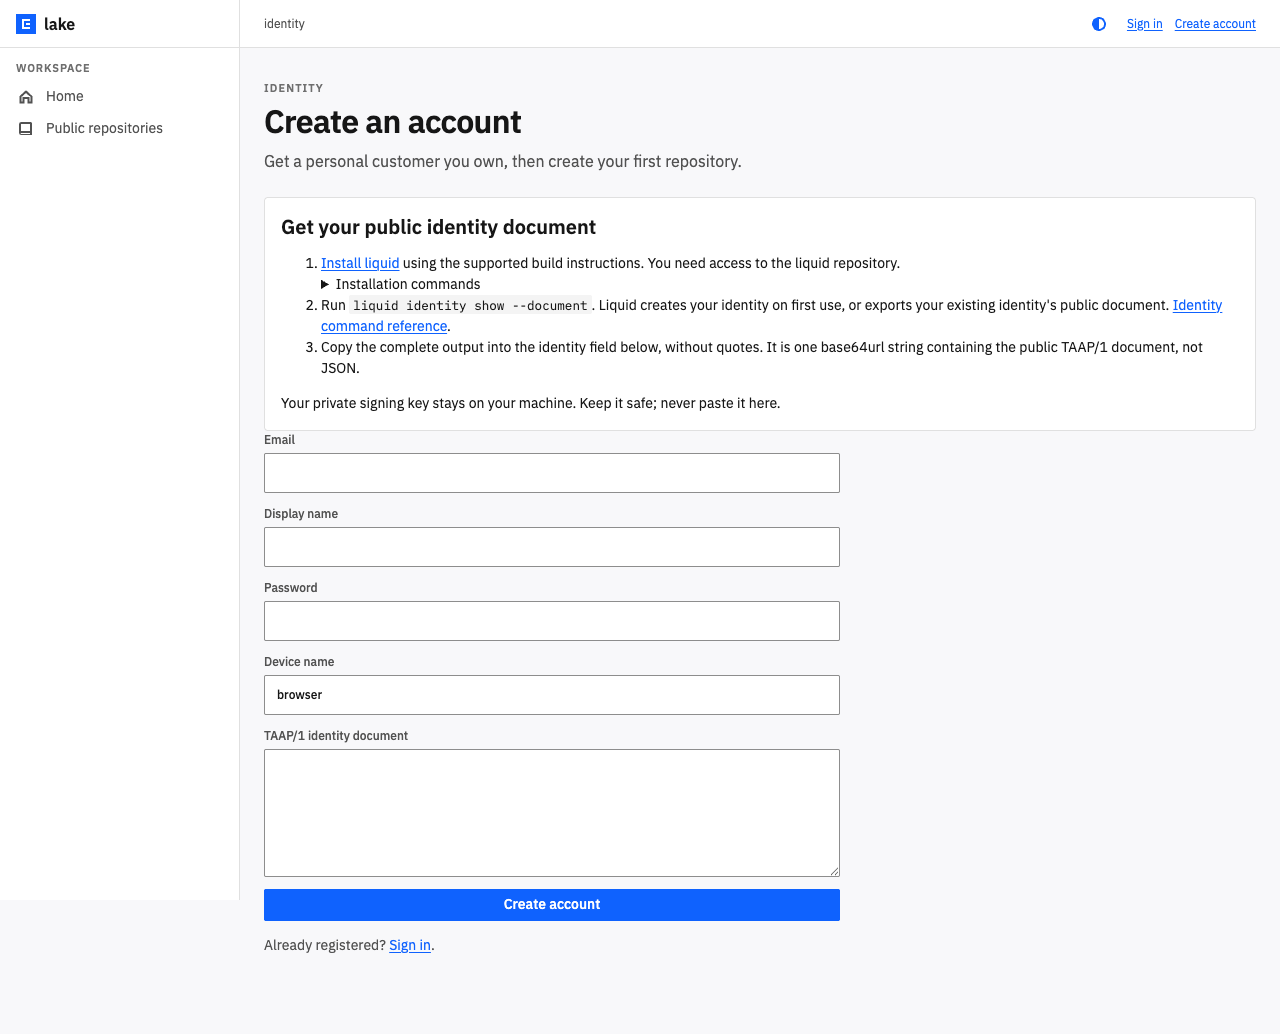 lake
identity
Sign in
Create account
WORKSPACE
Home
Public repositories
IDENTITY
Create an account
Get a personal customer you own, then create your first repository.
Get your public identity document
1. Install liquid using the supported build instructions. You need access to the liquid repository.
Installation commands
2. Run liquid identity show --document. Liquid creates your identity on first use, or exports your existing identity's public document. Identity
command reference.
3. Copy the complete output into the identity field below, without quotes. It is one base64url string containing the public TAAP/1 document, not
JSON.
Your private signing key stays on your machine. Keep it safe; never paste it here.
Email
Display name
Password
Device name
browser
TAAP/1 identity document
Create account
Already registered? Sign in.